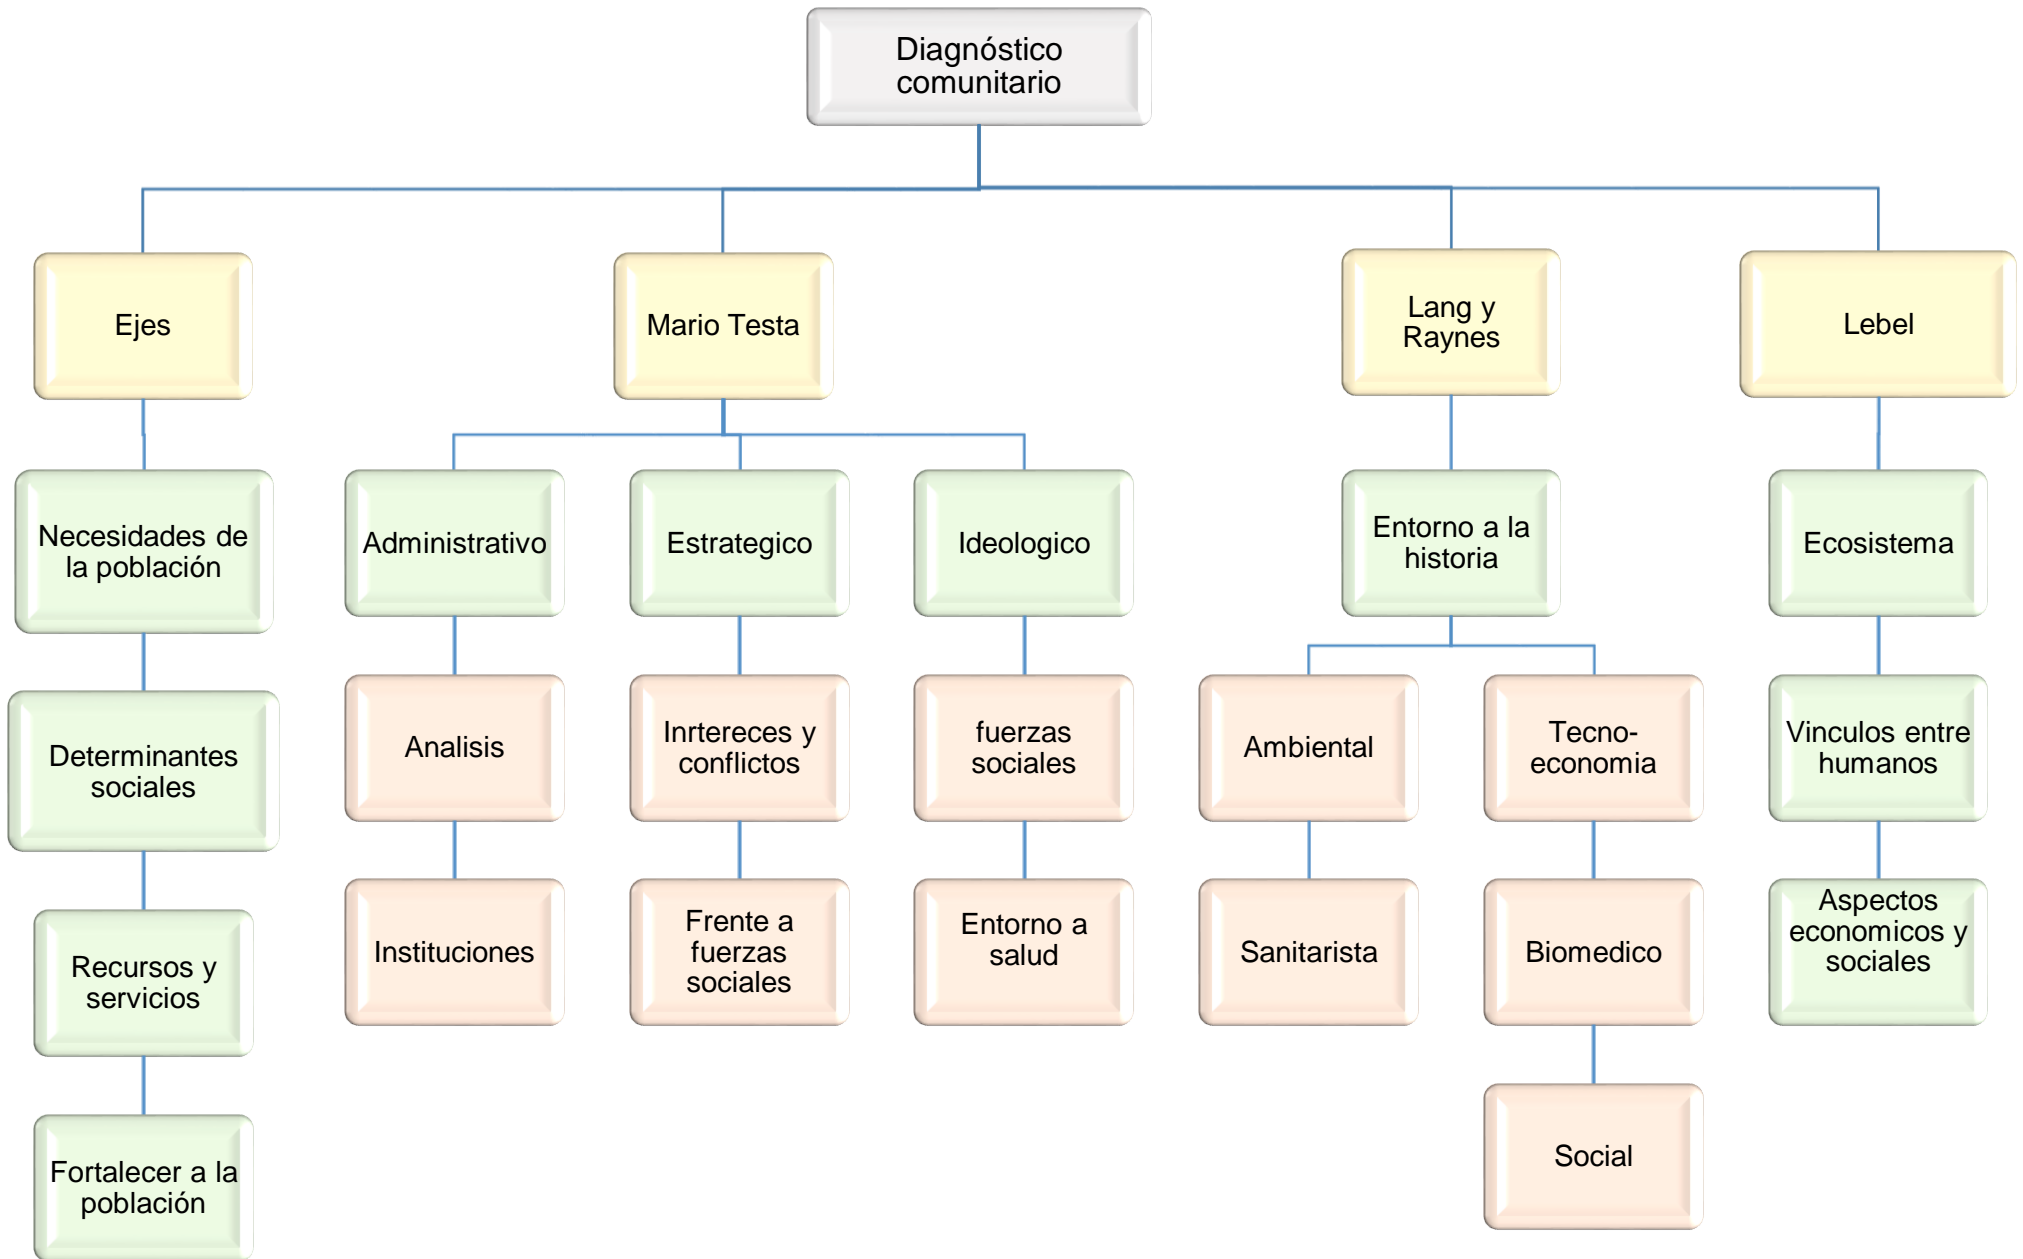 Diagnóstico
comunitario
Ejes
Mario Testa
Lang y
Raynes
Lebel
Necesidades de
la población
Administrativo
Estrategico
Ideologico
Entorno a la
historia
Ecosistema
Determinantes
sociales
Analisis
Inrtereces y
conflictos
fuerzas
sociales
Ambiental
Tecno-
economia
Vinculos entre
humanos
Recursos y
servicios
Instituciones
Frente a
fuerzas
sociales
Entorno a
salud
Sanitarista
Biomedico
Aspectos
economicos y
sociales
Fortalecer a la
población
Social